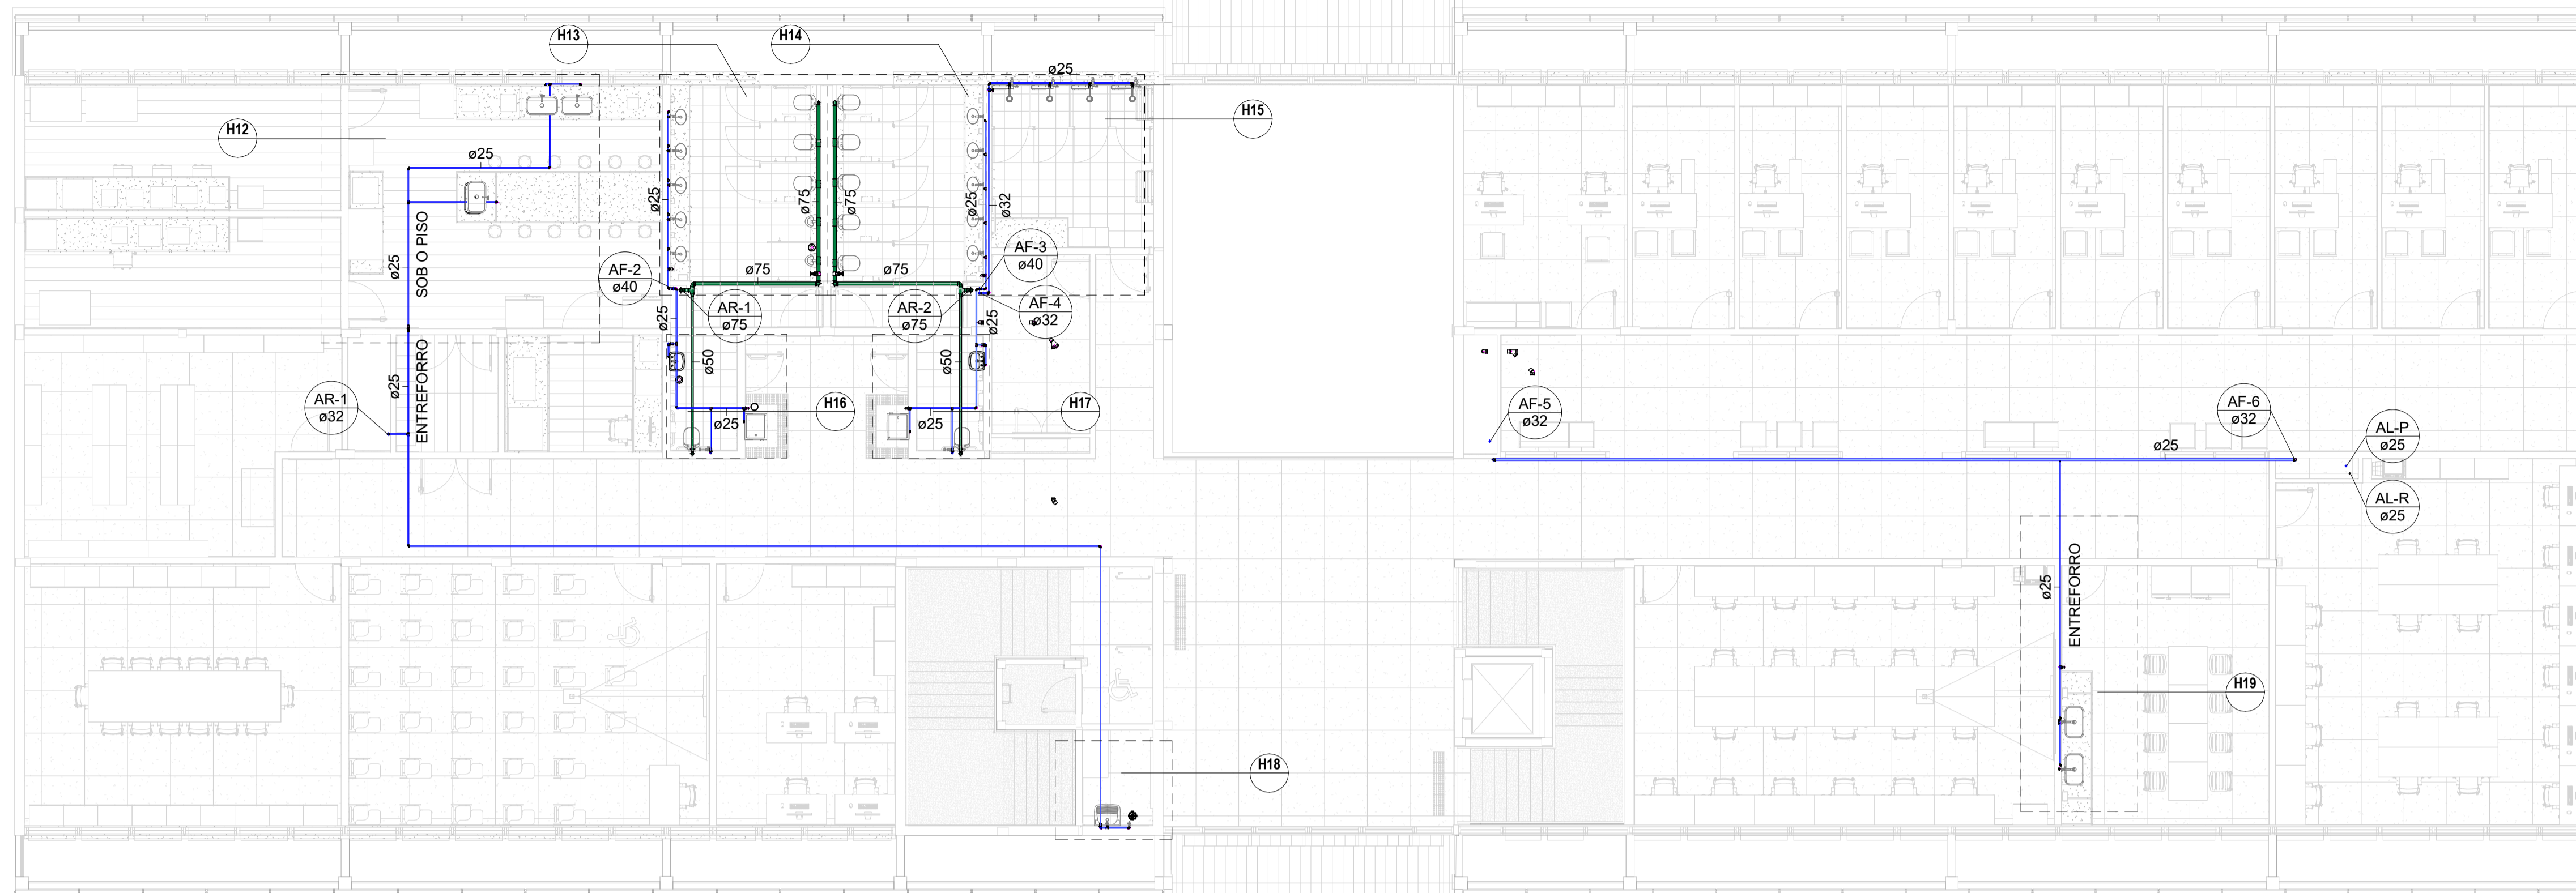 H13
H14
ø25
H12
H15
ø25
ø25
ø75
ø75
ø25
ø32
SOB O PISO
ø25
AF-2
ø40
ø75
ø75
AF-3
ø40
AR-1
ø75
AR-2
ø75
AF-4
ø32
ø25
ø25
ENTREFORRO
ø25
ø50
ø50
AR-1
ø32
H16
H17
ø25
ø25
AF-5
ø32
AF-6
ø32
ø25
AL-P
ø25
AL-R
ø25
ø25
ENTREFORRO
H19
H18